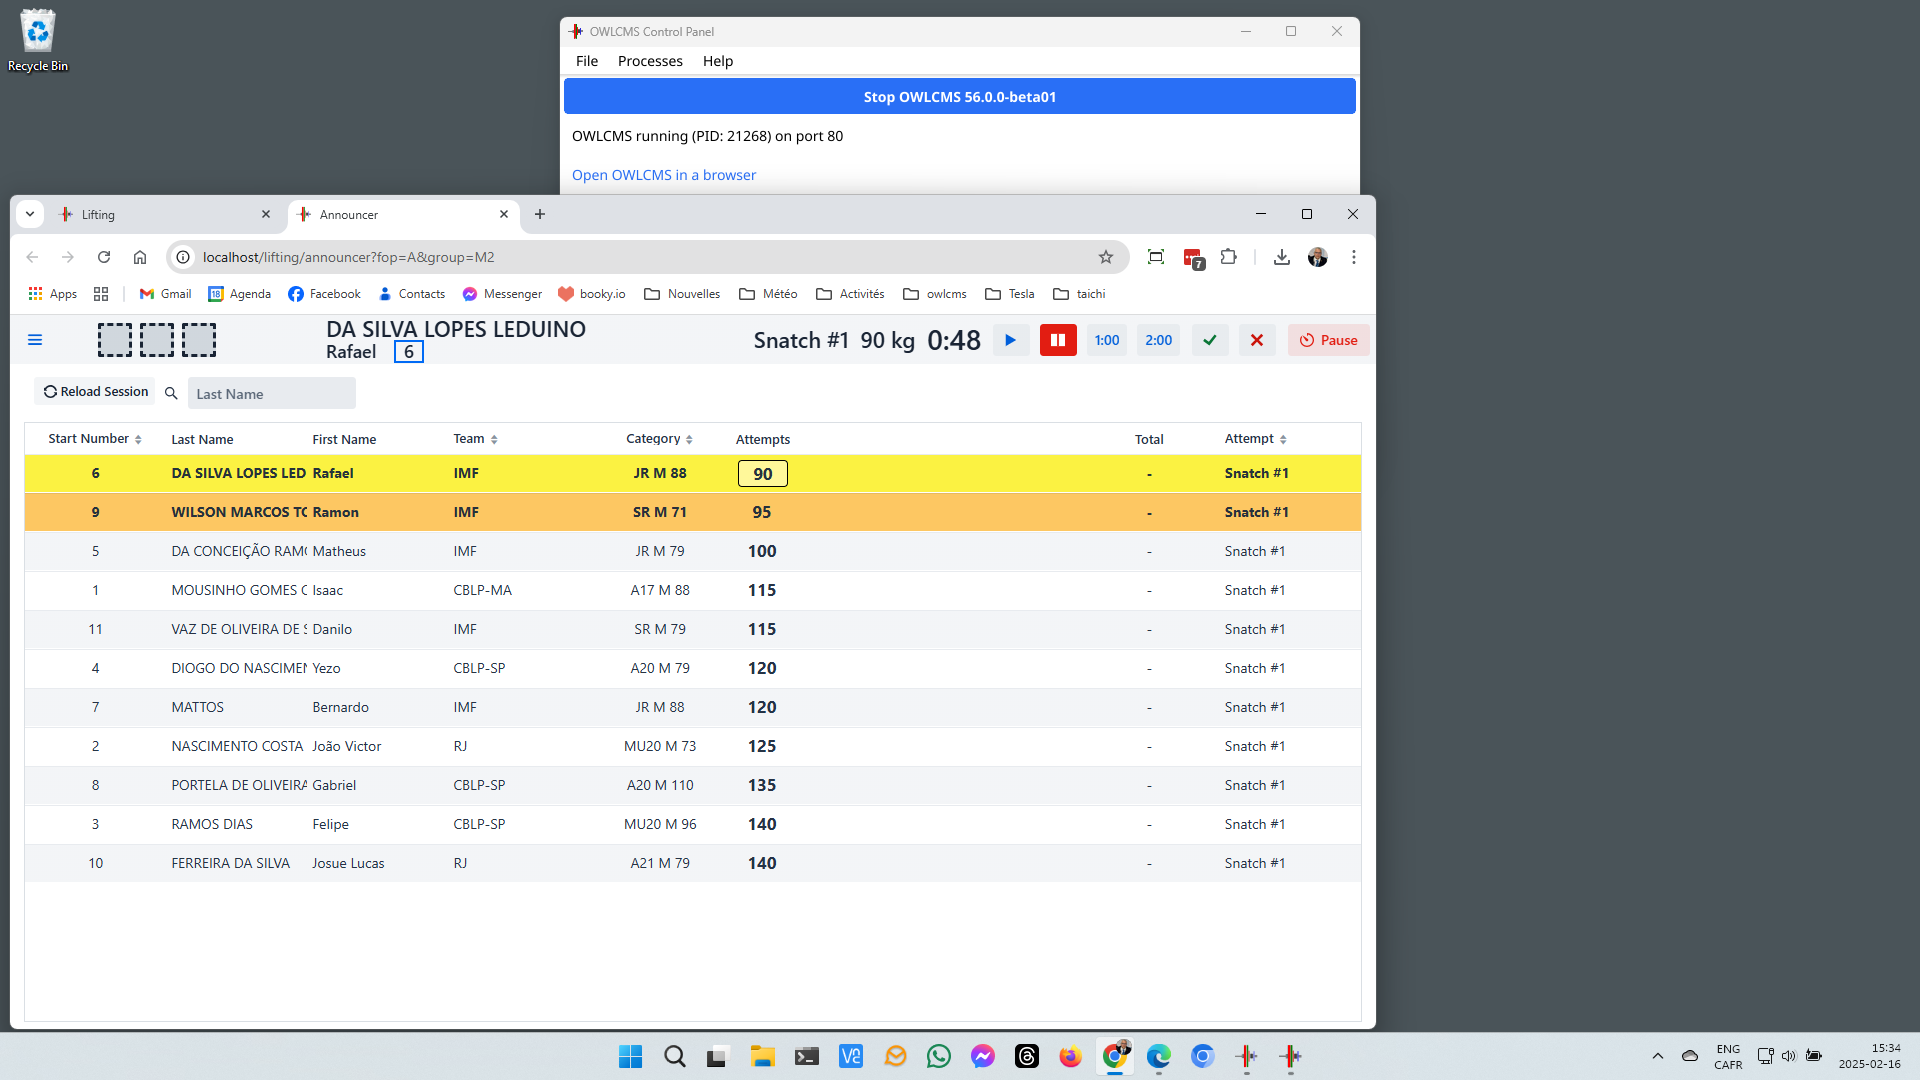 Recycle Bin
OWLCMS Control Panel
File Processes Help
Stop OWLCMS 56.0.0-beta01
OWLCMS running (PID: 21268) on port 80
Open OWLCMS in a browser
Lifting Announcer
localhost/lifting/announcer?fop=A&group=M2 7
Apps Gmail 18 Agenda Facebook Contacts Messenger booky.io Nouvelles Météo Activités owlcms Tesla taichi
DA SILVA LOPES LEDUINO
Rafael 6
Snatch #1 90 kg 0:48 1:00 2:00 Pause
Reload Session Last Name
Start Number Last Name First Name Team Category Attempts Total Attempt
6 DA SILVA LOPES LED Rafael IMF JR M 88 90 - Snatch #1
9 WILSON MARCOS TO Ramon IMF SR M 71 95 - Snatch #1
5 DA CONCEIÇÃO RAM Matheus IMF JR M 79 100 - Snatch #1
1 MOUSINHO GOMES C Isaac CBLP-MA A17 M 88 115 - Snatch #1
11 VAZ DE OLIVEIRA DE S Danilo IMF SR M 79 115 - Snatch #1
4 DIOGO DO NASCIMEN Yezo CBLP-SP A20 M 79 120 - Snatch #1
7 MATTOS Bernardo IMF JR M 88 120 - Snatch #1
2 NASCIMENTO COSTA João Victor RJ MU20 M 73 125 - Snatch #1
8 PORTELA DE OLIVEIRA Gabriel CBLP-SP A20 M 110 135 - Snatch #1
3 RAMOS DIAS Felipe CBLP-SP MU20 M 96 140 - Snatch #1
10 FERREIRA DA SILVA Josue Lucas RJ A21 M 79 140 - Snatch #1
ENG 15:34
CAFR 2025-02-16